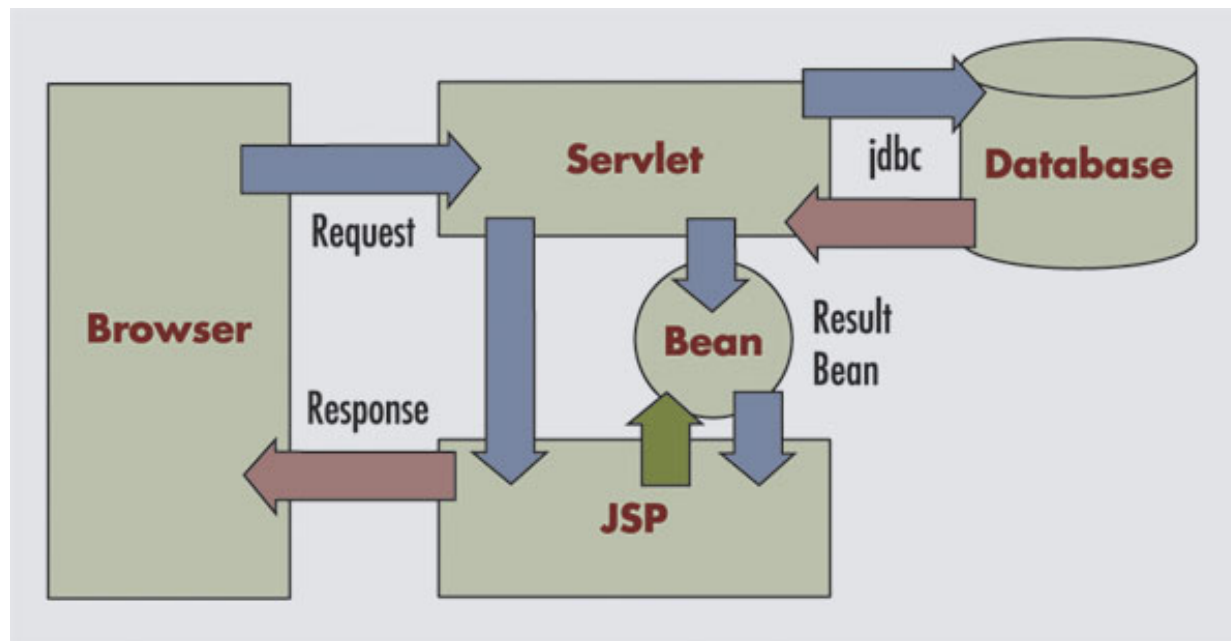 Servlet
jdbc
Database
Request
Browser
Bean
Result
Bean
Response
JSP